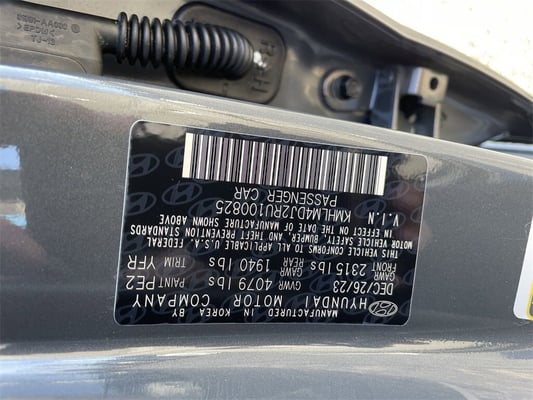 MANUFACTURED IN KOREA BY
HYUNDAI MOTOR COMPANY
DEC/26/23 GVWR 4079 lbs PAINT PE2
FRONT GAWR 2315 lbs REAR GAWR 1940 lbs TRIM YFR
THIS VEHICLE CONFORMS TO ALL APPLICABLE U.S.A. FEDERAL
MOTOR VEHICLE SAFETY, BUMPER, THEFT PREVENTION STANDARDS
IN EFFECT ON THE DATE OF MANUFACTURE SHOWN ABOVE
V.I.N KMHLM4DJ2RU100825
PASSENGER CAR